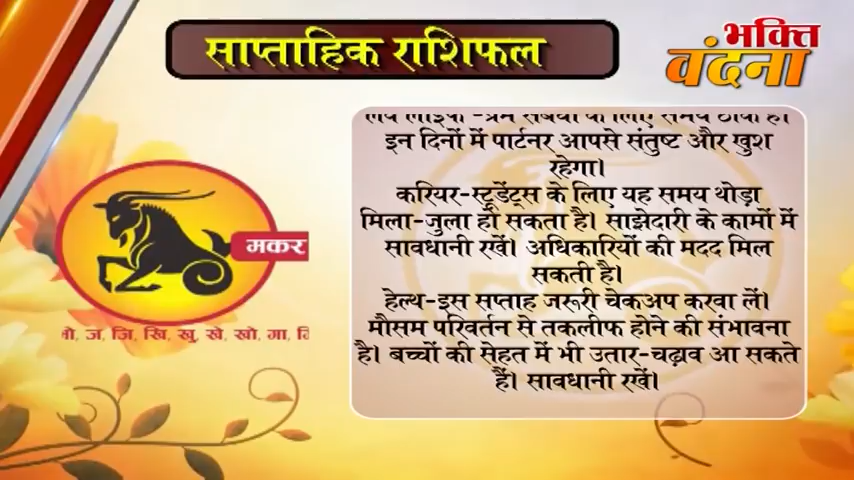 साप्ताहिक राशिफल
भक्ति
वंदना
इन दिनों में पार्टनर आपसे संतुष्ट और खुश
रहेगा।
करियर-स्टूडेंट्स के लिए यह समय थोड़ा
मिला-जुला हो सकता है। साझेदारी के कामों में
सावधानी रखें। अधिकारियों की मदद मिल
सकती है।
हेल्थ-इस सप्ताह जरूरी चेकअप करवा लें।
मौसम परिवर्तन से तकलीफ होने की संभावना
है। बच्चों की सेहत में भी उतार-चढ़ाव आ सकते
हैं। सावधानी रखें।
मकर
ज, जि, खि, खु, खे, खो, गा,